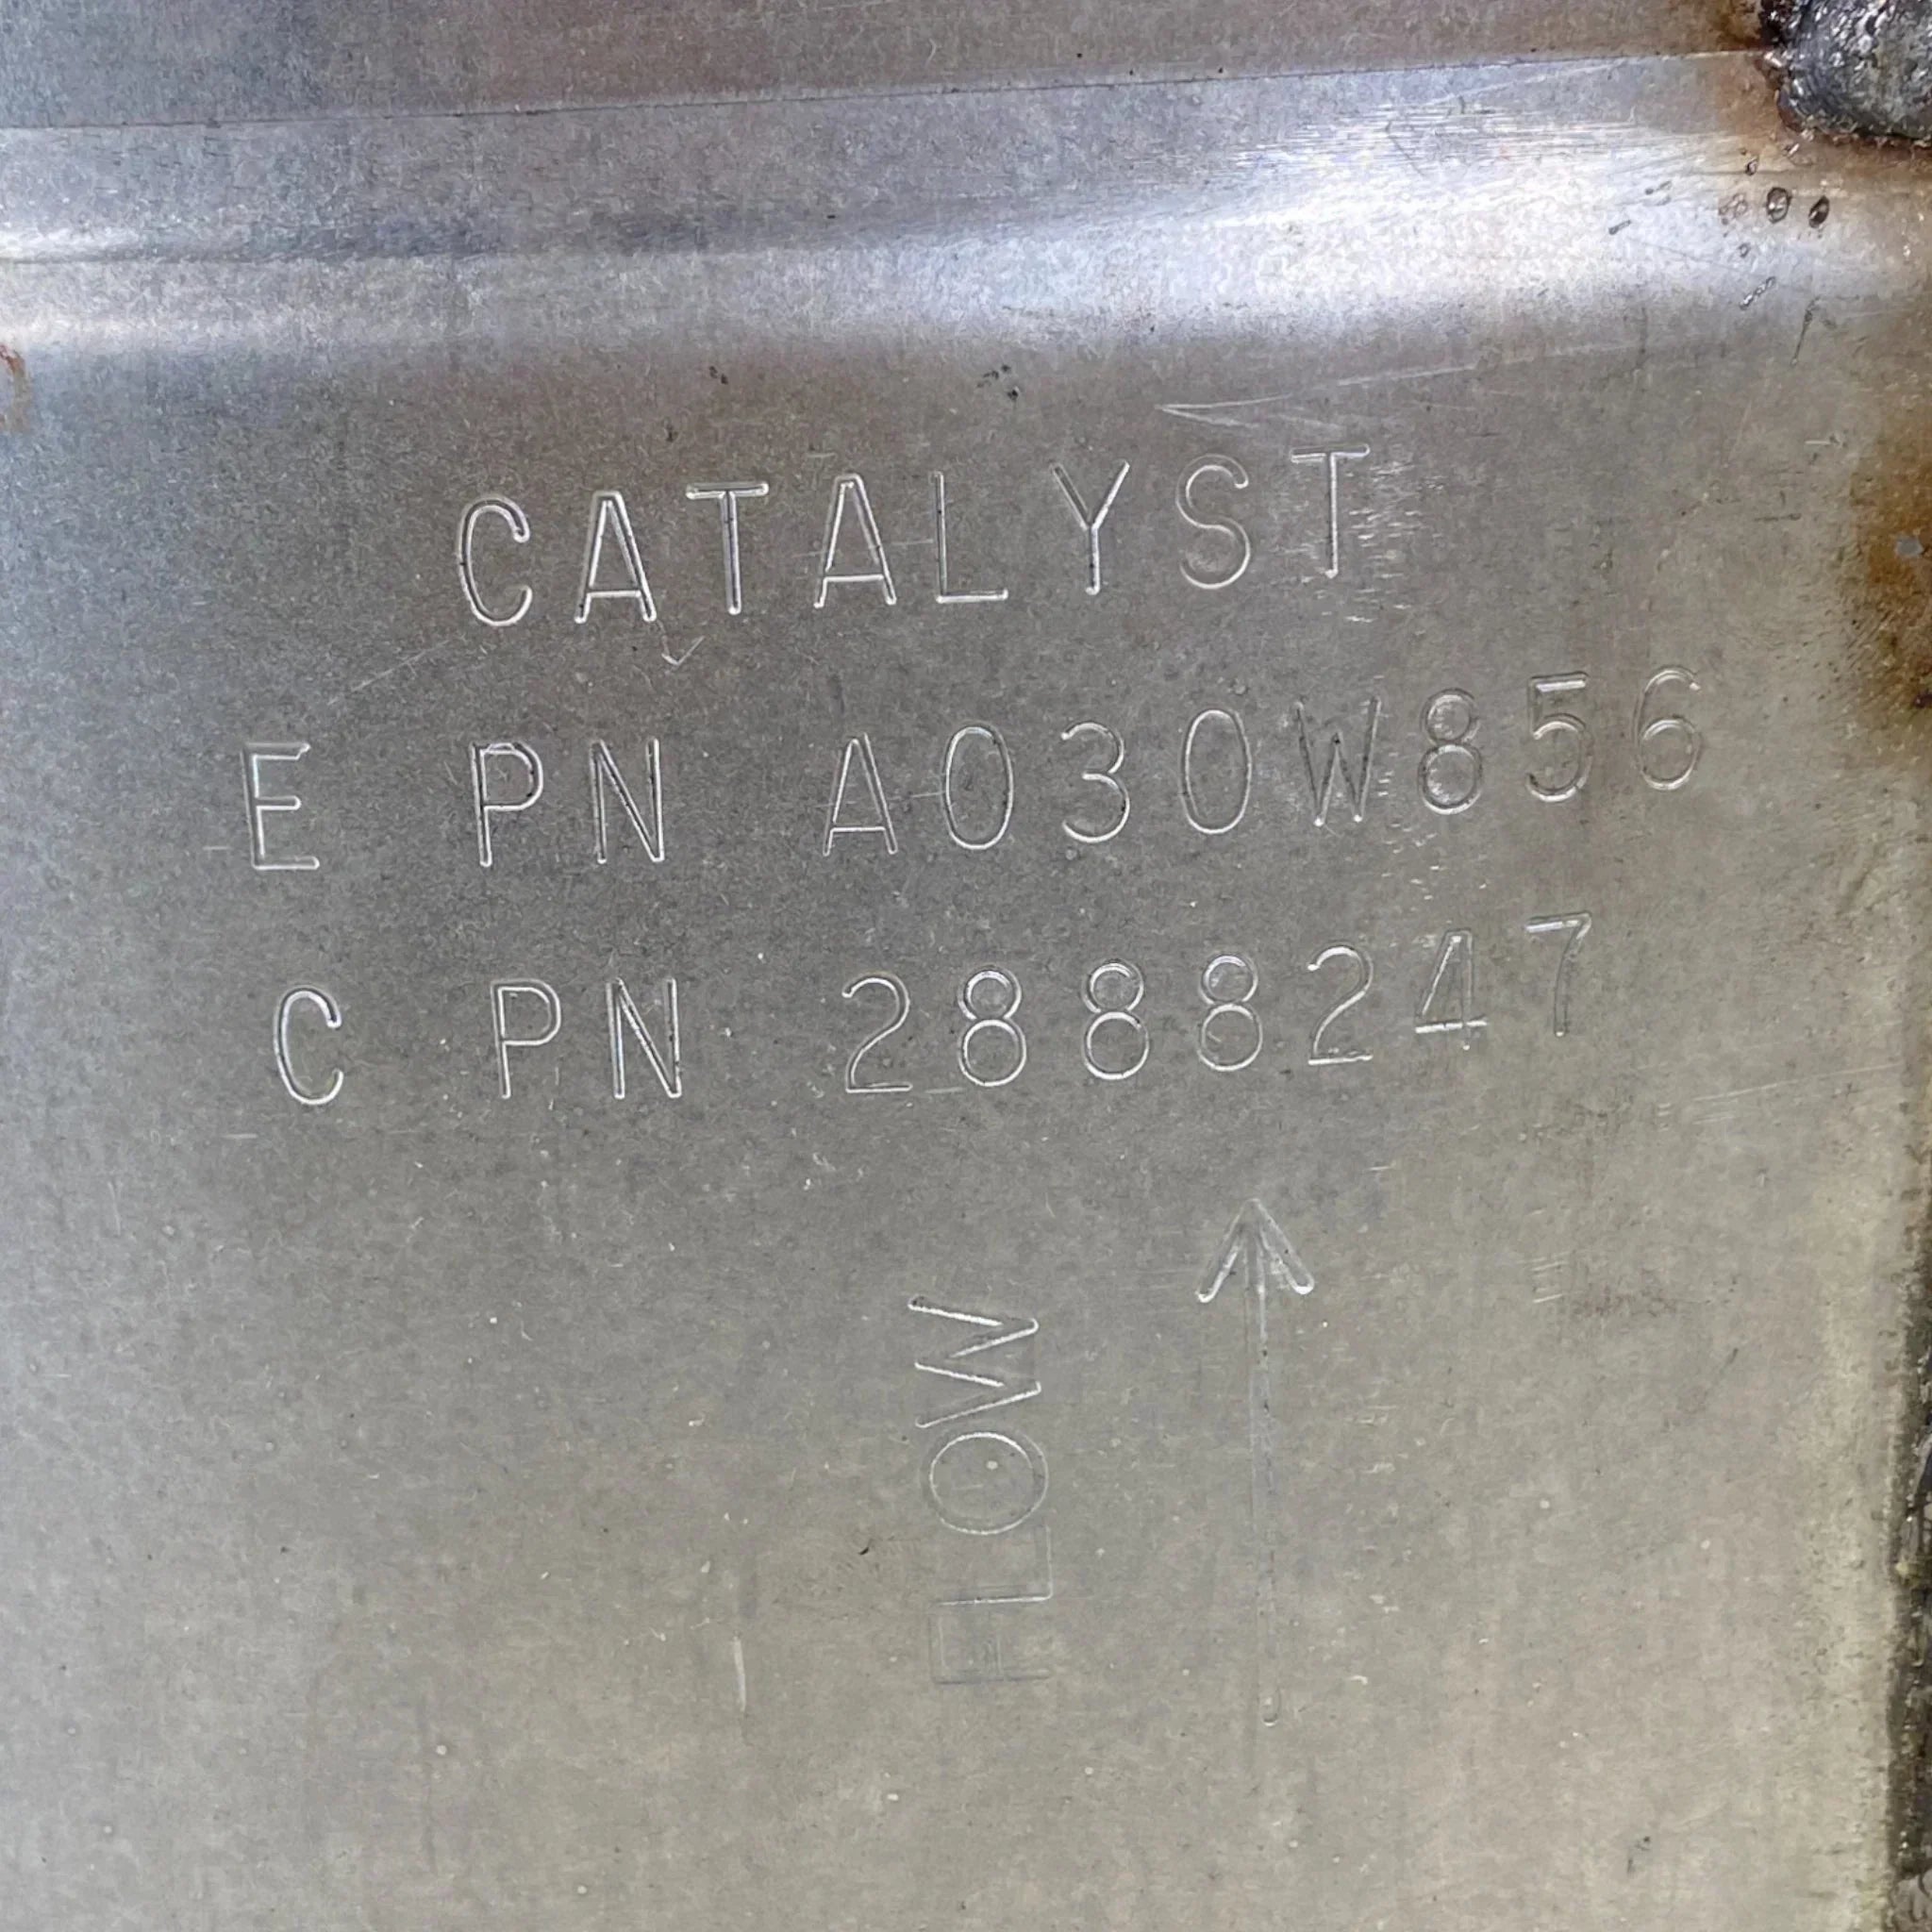 CATALYST
E PN A030W856
C PN 2888247
FLOW